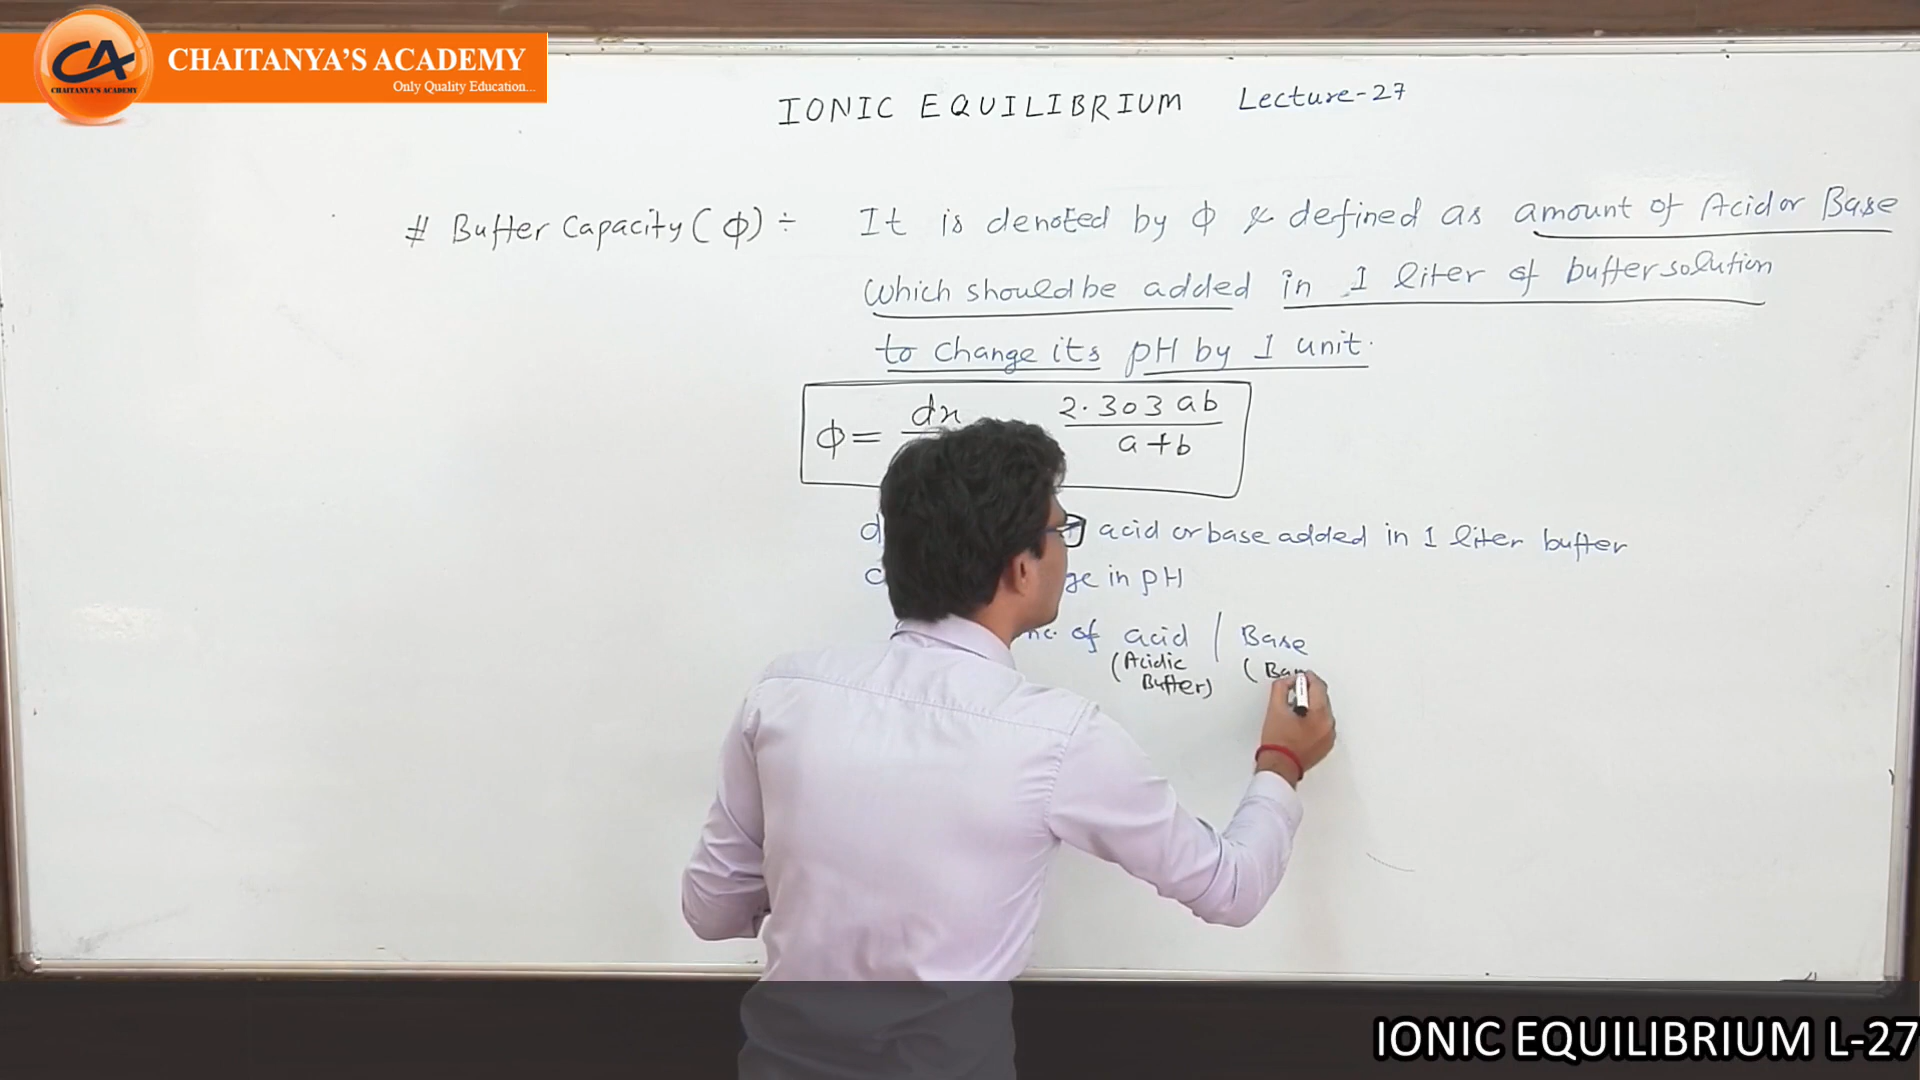 CHAITANYA'S ACADEMY
Only Quality Education...
CA
CHAITANYA'S ACADEMY
IONIC EQUILIBRIUM Lecture-27
# Buffer Capacity (ϕ) ÷ It is denoted by ϕ & defined as amount of Acid or Base
which should be added in 1 liter of buffer solution
to change its pH by 1 unit.
ϕ = dx 2.303 ab
a+b
acid or base added in 1 liter buffer
in pH
of acid | Base
(Acidic (
Buffer)
IONIC EQUILIBRIUM L-27